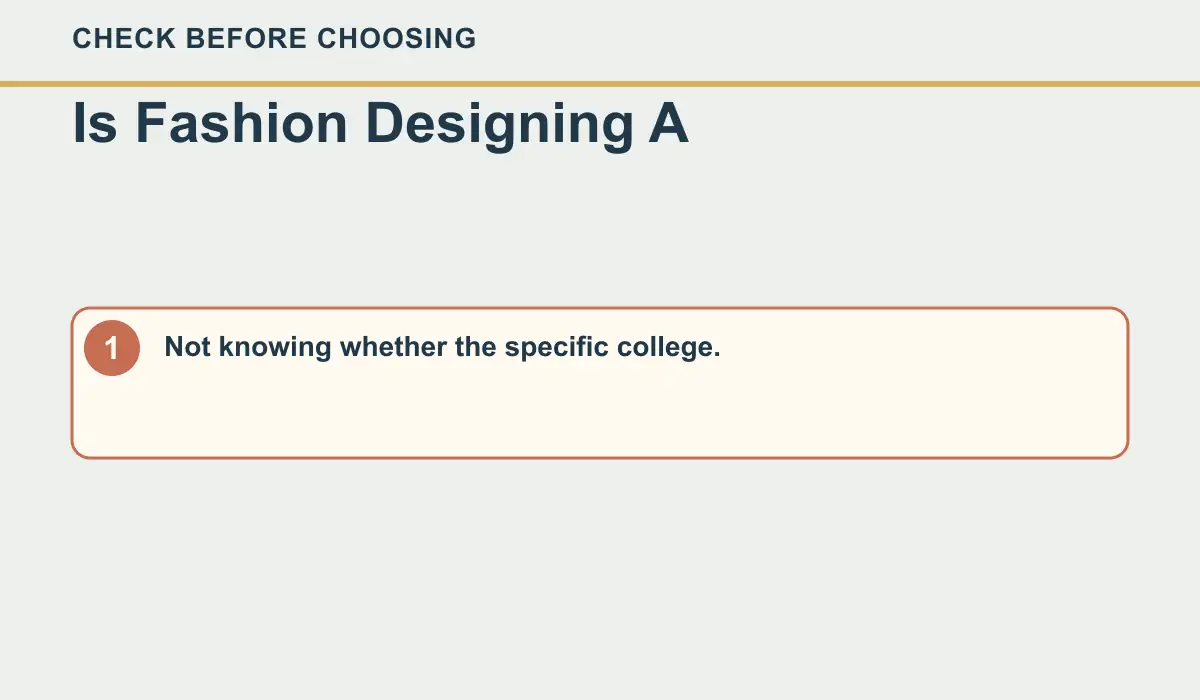 CHECK BEFORE CHOOSING
Is Fashion Designing A
1 Not knowing whether the specific college.